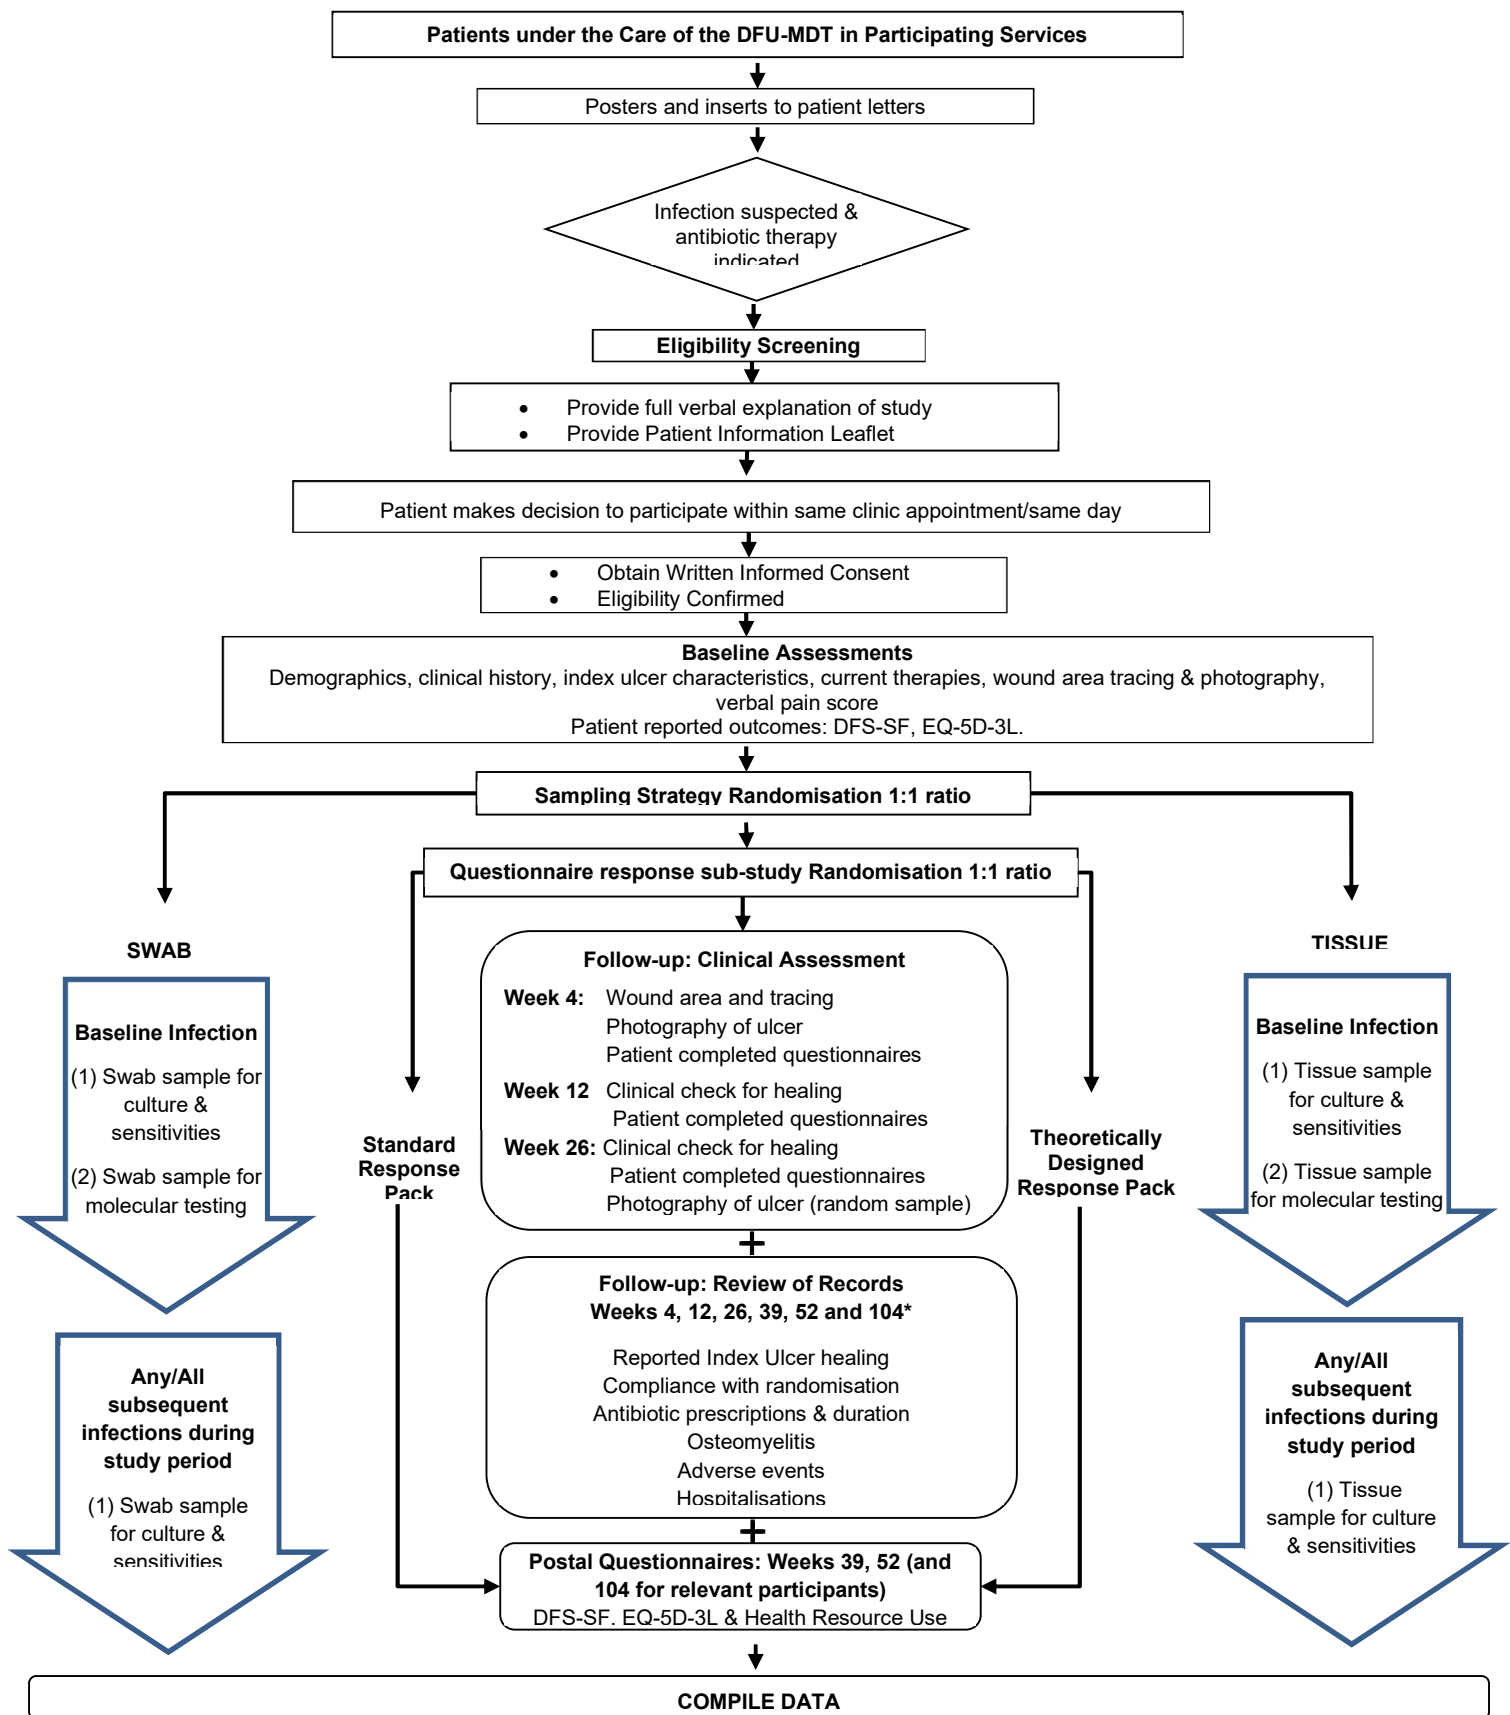 Patients under the Care of the DFU-MDT in Participating Services
Posters and inserts to patient letters
Infection suspected &
antibiotic therapy
indicated
Eligibility Screening
• Provide full verbal explanation of study
• Provide Patient Information Leaflet
Patient makes decision to participate within same clinic appointment/same day
• Obtain Written Informed Consent
• Eligibility Confirmed
Baseline Assessments
Demographics, clinical history, index ulcer characteristics, current therapies, wound area tracing & photography,
verbal pain score
Patient reported outcomes: DFS-SF, EQ-5D-3L.
Sampling Strategy Randomisation 1:1 ratio
Questionnaire response sub-study Randomisation 1:1 ratio
SWAB
Baseline Infection
(1) Swab sample for
culture &
sensitivities
(2) Swab sample for
molecular testing
Any/All
subsequent
infections during
study period
(1) Swab sample
for culture &
sensitivities
Standard
Response
Pack
Follow-up: Clinical Assessment
Week 4: Wound area and tracing
Photography of ulcer
Patient completed questionnaires
Week 12 Clinical check for healing
Patient completed questionnaires
Week 26: Clinical check for healing
Patient completed questionnaires
Photography of ulcer (random sample)
+
Follow-up: Review of Records
Weeks 4, 12, 26, 39, 52 and 104*
Reported Index Ulcer healing
Compliance with randomisation
Antibiotic prescriptions & duration
Osteomyelitis
Adverse events
Hospitalisations
+
Postal Questionnaires: Weeks 39, 52 (and
104 for relevant participants)
DFS-SF. EQ-5D-3L & Health Resource Use
Theoretically
Designed
Response Pack
TISSUE
Baseline Infection
(1) Tissue sample
for culture &
sensitivities
(2) Tissue sample
for molecular testing
Any/All
subsequent
infections during
study period
(1) Tissue
sample for culture
& sensitivities
COMPILE DATA